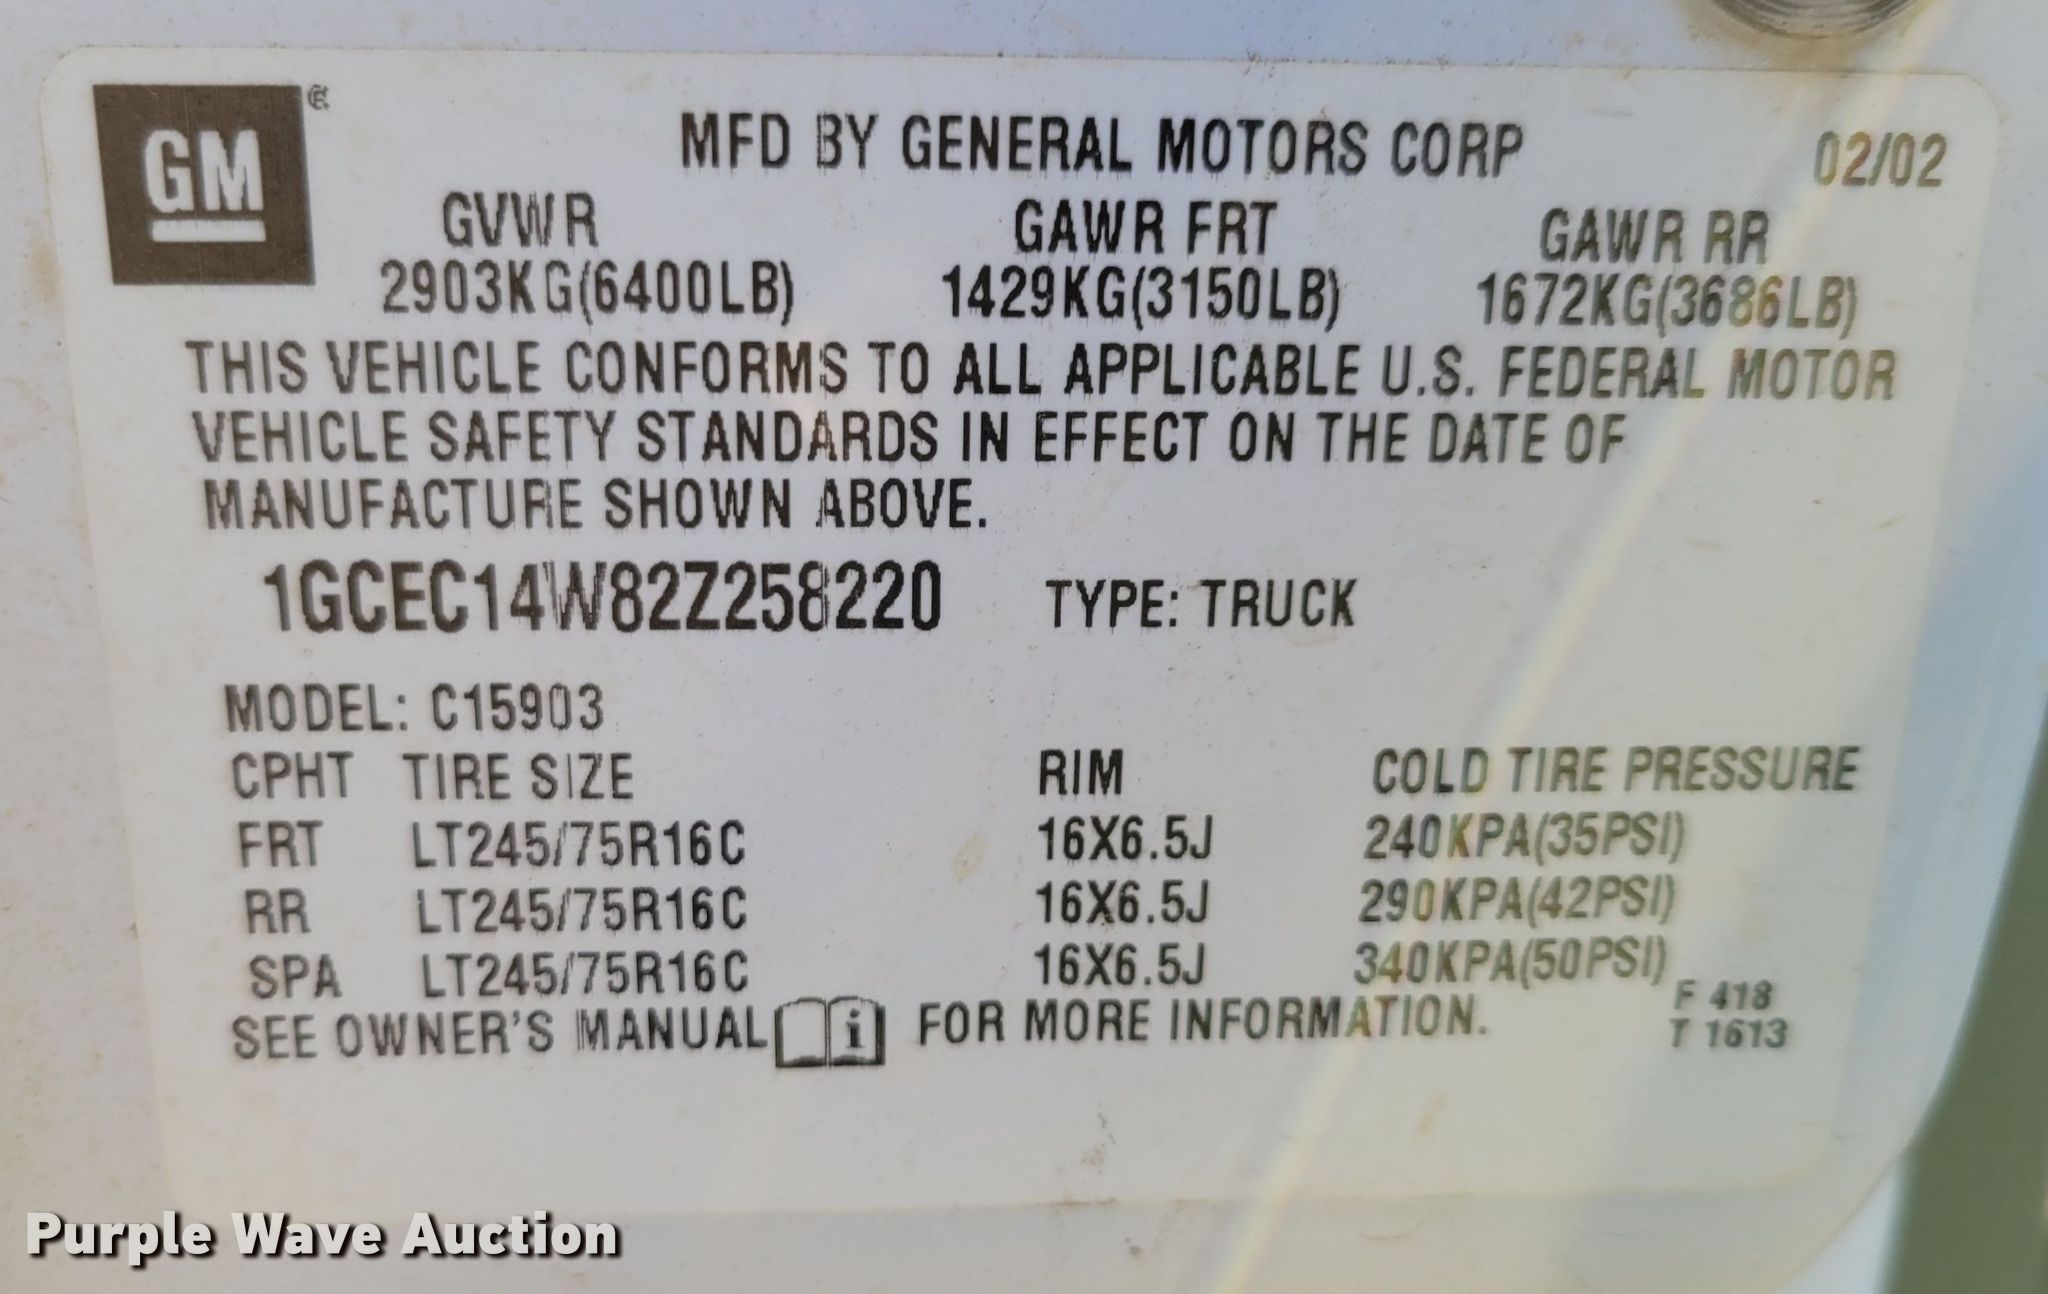 GM
MFD BY GENERAL MOTORS CORP 02/02
GVWR GAWR FRT GAWR RR
2903KG(6400LB) 1429KG(3150LB) 1672KG(3686LB)
THIS VEHICLE CONFORMS TO ALL APPLICABLE U.S. FEDERAL MOTOR
VEHICLE SAFETY STANDARDS IN EFFECT ON THE DATE OF
MANUFACTURE SHOWN ABOVE.
1GCEC14W82Z258220 TYPE: TRUCK
MODEL: C15903
CPHT TIRE SIZE RIM COLD TIRE PRESSURE
FRT LT245/75R16C 16X6.5J 240KPA(35PSI)
RR LT245/75R16C 16X6.5J 290KPA(42PSI)
SPA LT245/75R16C 16X6.5J 340KPA(50PSI)
SEE OWNER'S MANUAL i FOR MORE INFORMATION.
F 418
T 1613
Purple Wave Auction